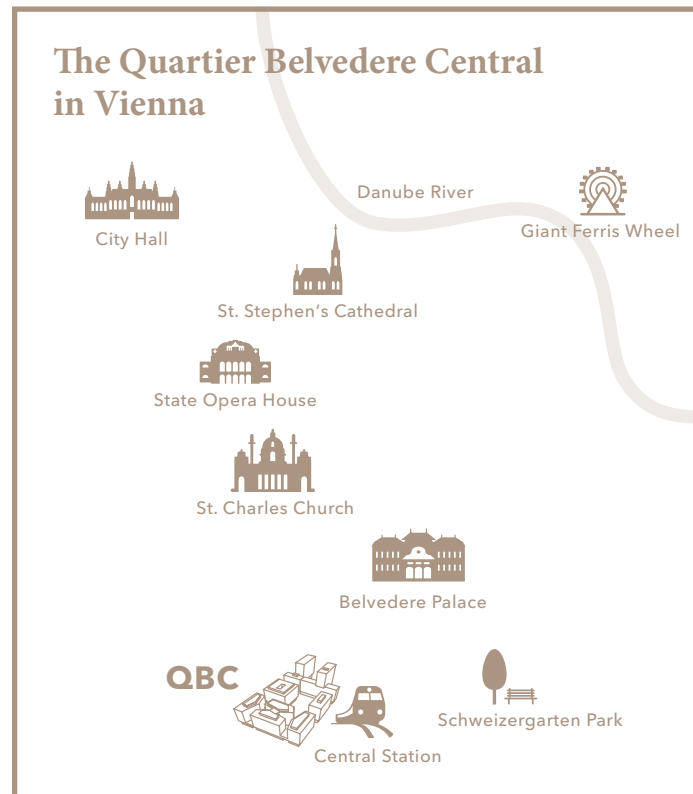 The Quartier Belvedere Central
in Vienna
Danube River
City Hall
Giant Ferris Wheel
St. Stephen‘s Cathedral
State Opera House
St. Charles Church
Belvedere Palace
QBC
Schweizergarten Park
Central Station